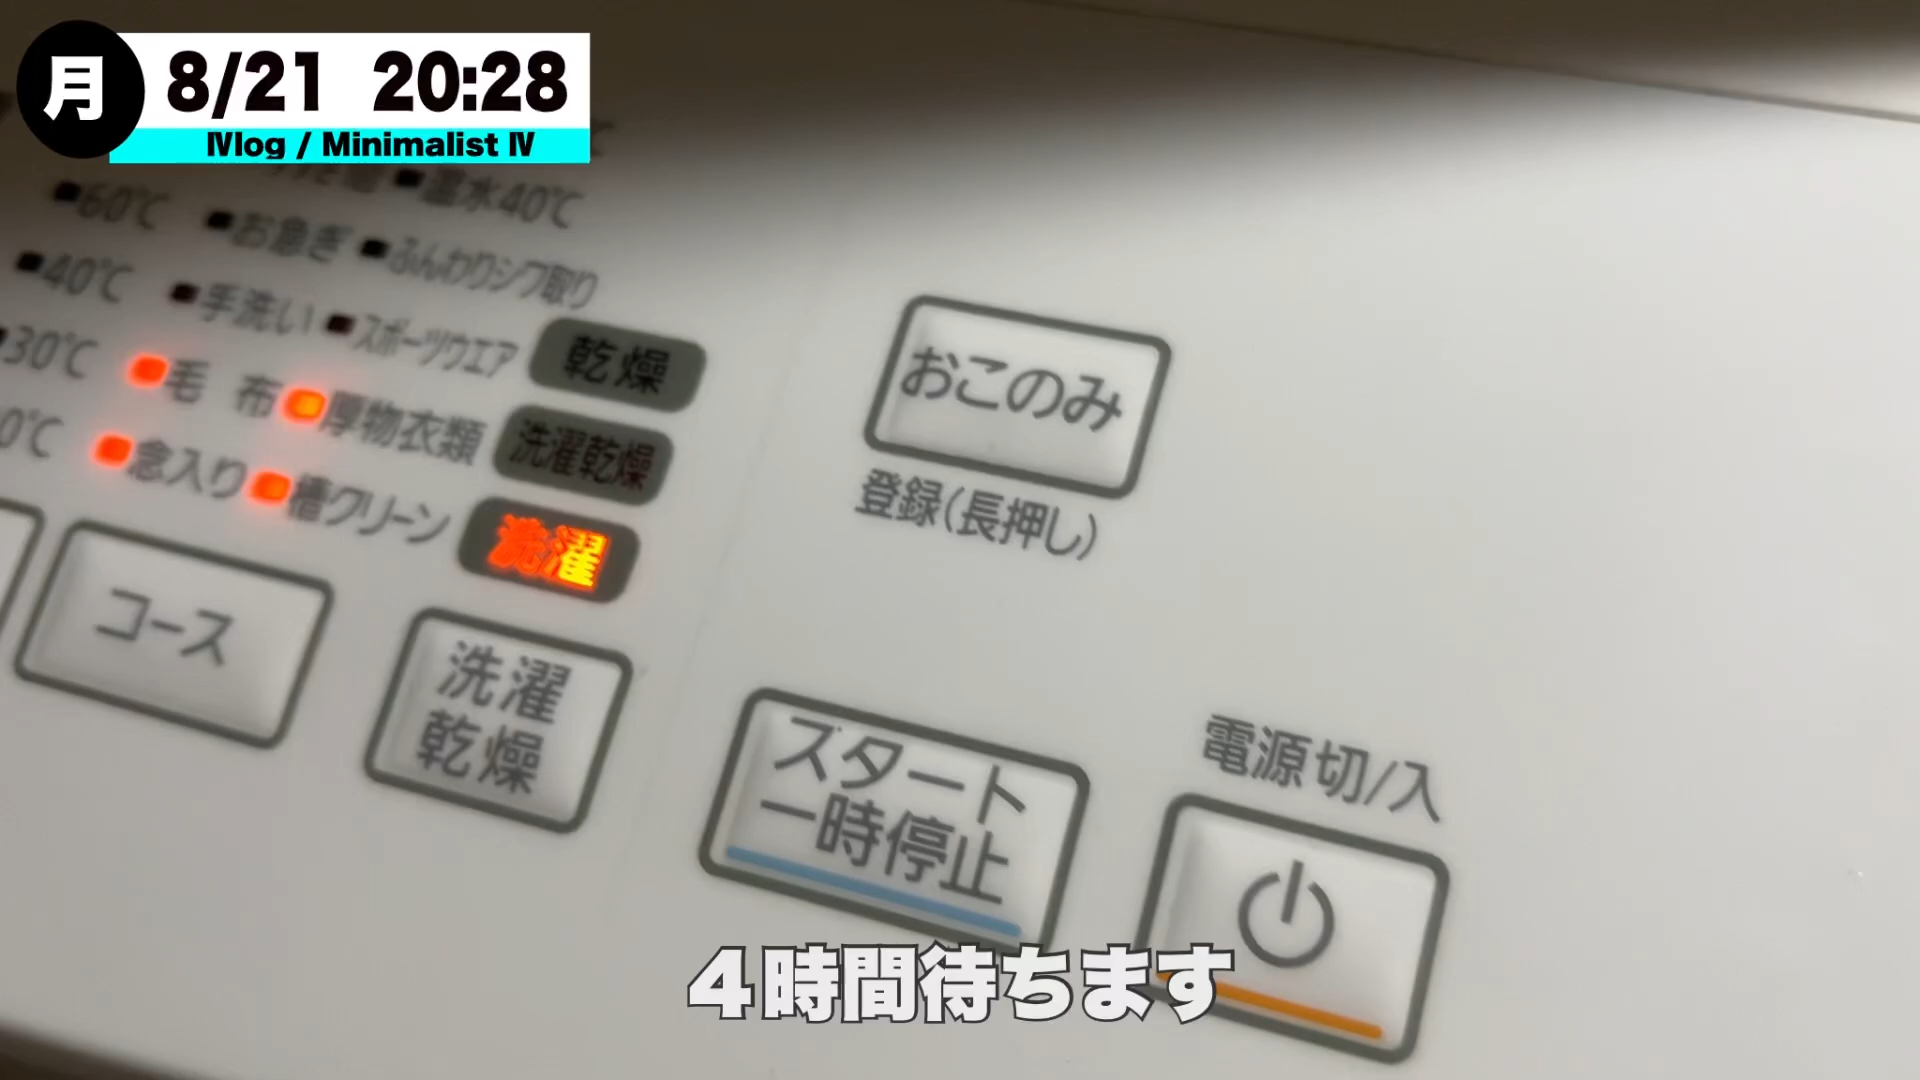 月
8/21 20:28
Ⅳlog / Minimalist Ⅳ
温水40℃
60℃ お急ぎ ふんわりシワ取り
40℃ 手洗い スポーツウエア 乾燥
30℃ 毛 布 厚物衣類 洗濯乾燥
0℃ 念入り 槽クリーン 洗濯
おこのみ
登録(長押し)
コース
洗濯
乾燥
スタート
一時停止
電源 切/入
4時間待ちます